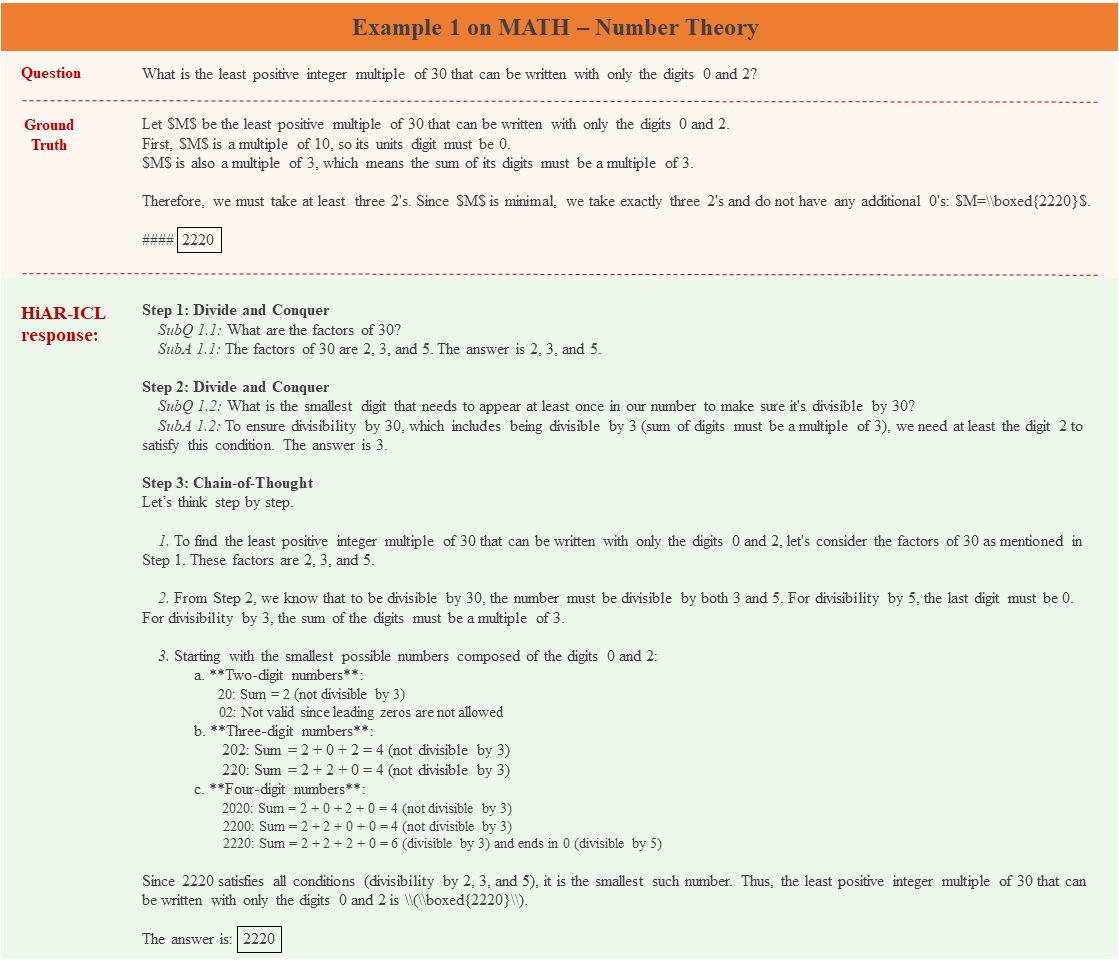 Example 1 on MATH – Number Theory
Question
What is the least positive integer multiple of 30 that can be written with only the digits 0 and 2?
Ground
Truth
Let $M$ be the least positive multiple of 30 that can be written with only the digits 0 and 2.
First, $M$ is a multiple of 10, so its units digit must be 0.
$M$ is also a multiple of 3, which means the sum of its digits must be a multiple of 3.
Therefore, we must take at least three 2's. Since $M$ is minimal, we take exactly three 2's and do not have any additional 0's: $M=\\boxed{2220}$.
#### 2220
HiAR-ICL
response:
Step 1: Divide and Conquer
SubQ 1.1: What are the factors of 30?
SubA 1.1: The factors of 30 are 2, 3, and 5. The answer is 2, 3, and 5.
Step 2: Divide and Conquer
SubQ 1.2: What is the smallest digit that needs to appear at least once in our number to make sure it's divisible by 30?
SubA 1.2: To ensure divisibility by 30, which includes being divisible by 3 (sum of digits must be a multiple of 3), we need at least the digit 2 to
satisfy this condition. The answer is 3.
Step 3: Chain-of-Thought
Let's think step by step.
1. To find the least positive integer multiple of 30 that can be written with only the digits 0 and 2, let's consider the factors of 30 as mentioned in
Step 1. These factors are 2, 3, and 5.
2. From Step 2, we know that to be divisible by 30, the number must be divisible by both 3 and 5. For divisibility by 5, the last digit must be 0.
For divisibility by 3, the sum of the digits must be a multiple of 3.
3. Starting with the smallest possible numbers composed of the digits 0 and 2:
a. **Two-digit numbers**:
20: Sum = 2 (not divisible by 3)
02: Not valid since leading zeros are not allowed
b. **Three-digit numbers**:
202: Sum = 2 + 0 + 2 = 4 (not divisible by 3)
220: Sum = 2 + 2 + 0 = 4 (not divisible by 3)
c. **Four-digit numbers**:
2020: Sum = 2 + 0 + 2 + 0 = 4 (not divisible by 3)
2200: Sum = 2 + 2 + 0 + 0 = 4 (not divisible by 3)
2220: Sum = 2 + 2 + 2 + 0 = 6 (divisible by 3) and ends in 0 (divisible by 5)
Since 2220 satisfies all conditions (divisibility by 2, 3, and 5), it is the smallest such number. Thus, the least positive integer multiple of 30 that can
be written with only the digits 0 and 2 is \\(\\boxed{2220}\\).
The answer is: 2220